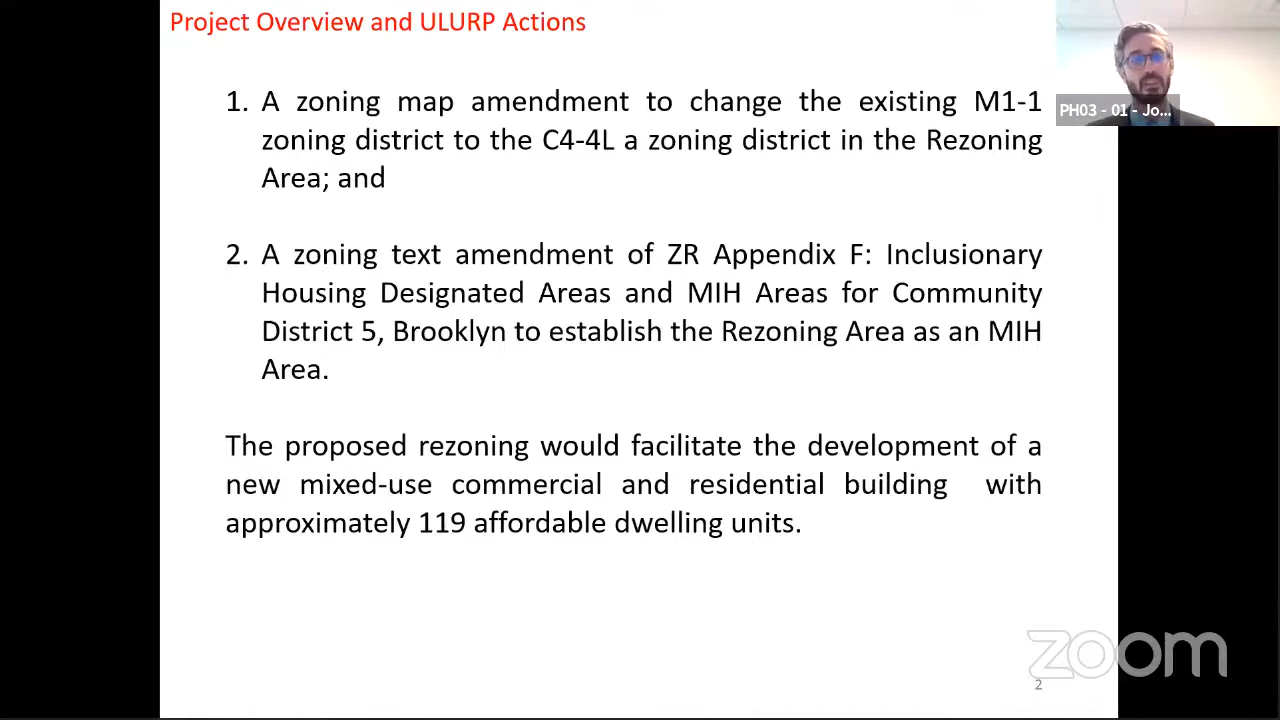 Project Overview and ULURP Actions
1. A zoning map amendment to change the existing M1-1
zoning district to the C4-4L a zoning district in the Rezoning
Area; and
2. A zoning text amendment of ZR Appendix F: Inclusionary
Housing Designated Areas and MIH Areas for Community
District 5, Brooklyn to establish the Rezoning Area as an MIH
Area.
The proposed rezoning would facilitate the development of a
new mixed-use commercial and residential building with
approximately 119 affordable dwelling units.
PH03 - 01 - Jo...
zoom
2